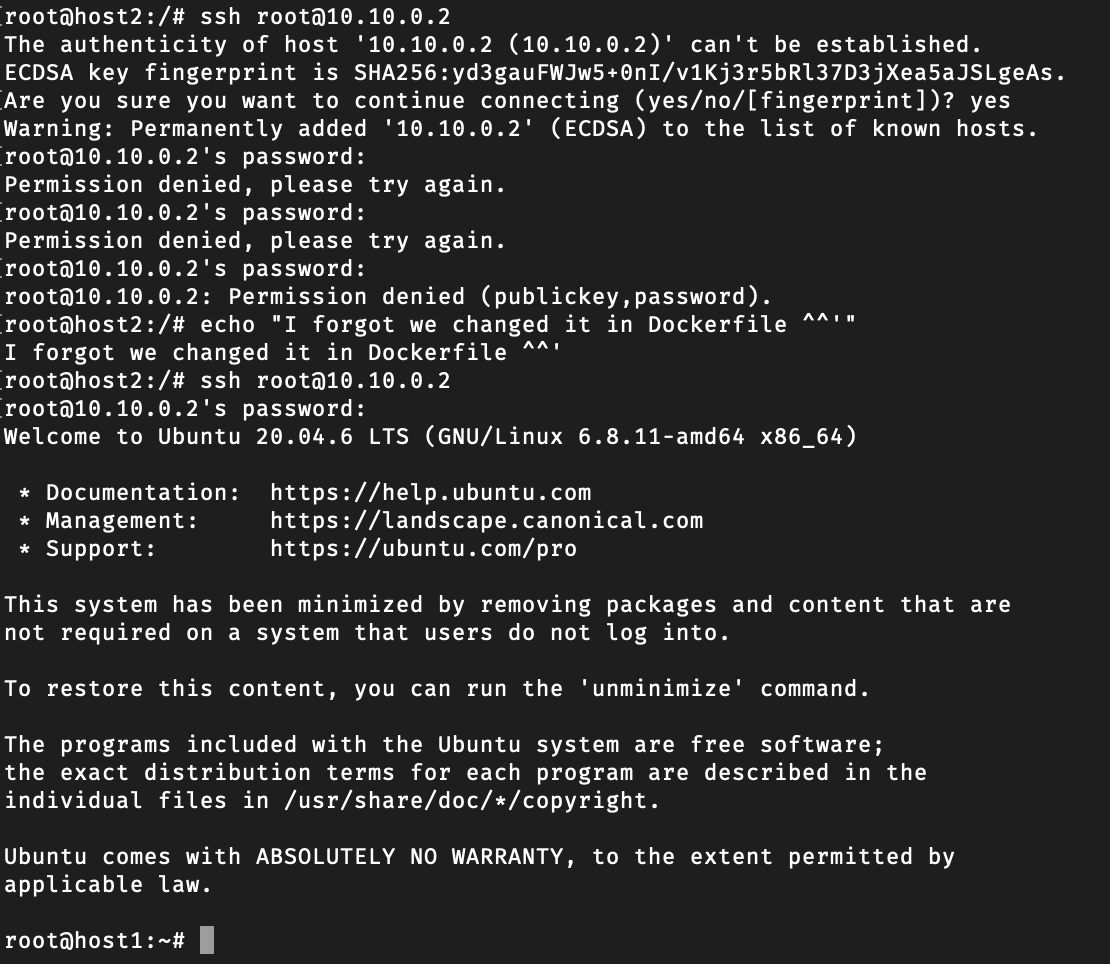 root@host2:/# ssh root@10.10.0.2
The authenticity of host '10.10.0.2 (10.10.0.2)' can't be established.
ECDSA key fingerprint is SHA256:yd3gauFWJw5+0nI/v1Kj3r5bRl37D3jXea5aJSLgeAs.
Are you sure you want to continue connecting (yes/no/[fingerprint])? yes
Warning: Permanently added '10.10.0.2' (ECDSA) to the list of known hosts.
root@10.10.0.2's password:
Permission denied, please try again.
root@10.10.0.2's password:
Permission denied, please try again.
root@10.10.0.2's password:
root@10.10.0.2: Permission denied (publickey,password).
root@host2:/# echo "I forgot we changed it in Dockerfile ^^'"
I forgot we changed it in Dockerfile ^^'
root@host2:/# ssh root@10.10.0.2
root@10.10.0.2's password:
Welcome to Ubuntu 20.04.6 LTS (GNU/Linux 6.8.11-amd64 x86_64)

 * Documentation:  https://help.ubuntu.com
 * Management:     https://landscape.canonical.com
 * Support:        https://ubuntu.com/pro

This system has been minimized by removing packages and content that are
not required on a system that users do not log into.

To restore this content, you can run the 'unminimize' command.

The programs included with the Ubuntu system are free software;
the exact distribution terms for each program are described in the
individual files in /usr/share/doc/*/copyright.

Ubuntu comes with ABSOLUTELY NO WARRANTY, to the extent permitted by
applicable law.

root@host1:~#